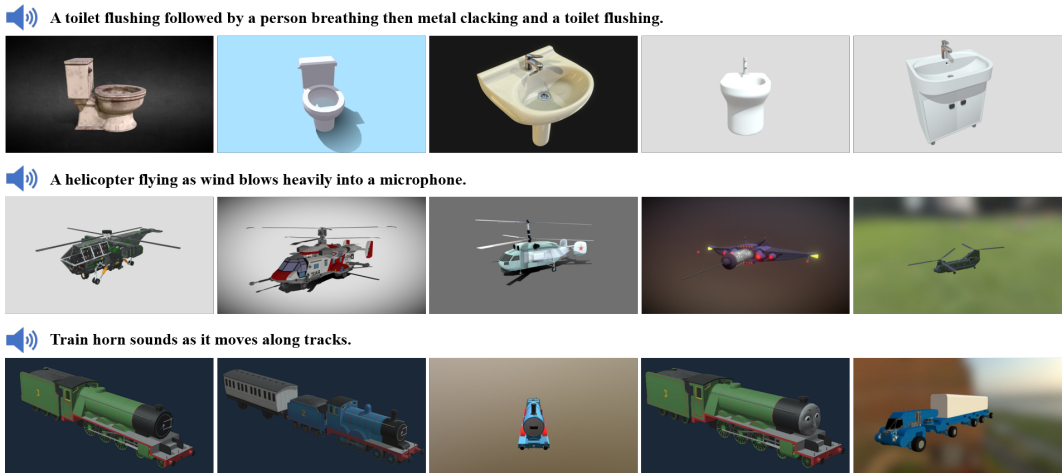 A toilet flushing followed by a person breathing then metal clacking and a toilet flushing.
A helicopter flying as wind blows heavily into a microphone.
Train horn sounds as it moves along tracks.